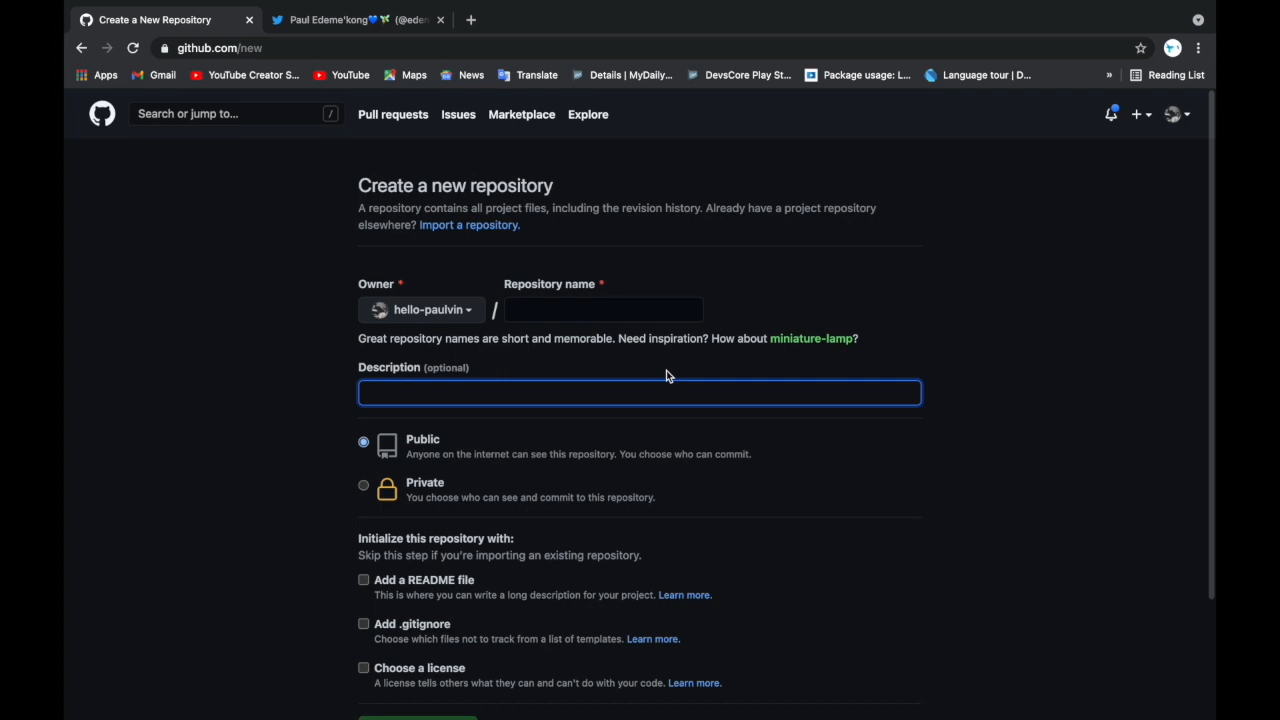 Create a New Repository
Paul Edeme'kong💙🌿 (@eden
github.com/new
Apps Gmail YouTube Creator S... YouTube Maps News Translate Details | MyDaily... DevsCore Play St... Package usage: L... Language tour | D... » Reading List
Search or jump to... / Pull requests Issues Marketplace Explore
Create a new repository
A repository contains all project files, including the revision history. Already have a project repository
elsewhere? Import a repository.
Owner * Repository name *
hello-paulvin /
Great repository names are short and memorable. Need inspiration? How about miniature-lamp?
Description (optional)
Public
Anyone on the internet can see this repository. You choose who can commit.
Private
You choose who can see and commit to this repository.
Initialize this repository with:
Skip this step if you're importing an existing repository.
Add a README file
This is where you can write a long description for your project. Learn more.
Add .gitignore
Choose which files not to track from a list of templates. Learn more.
Choose a license
A license tells others what they can and can't do with your code. Learn more.